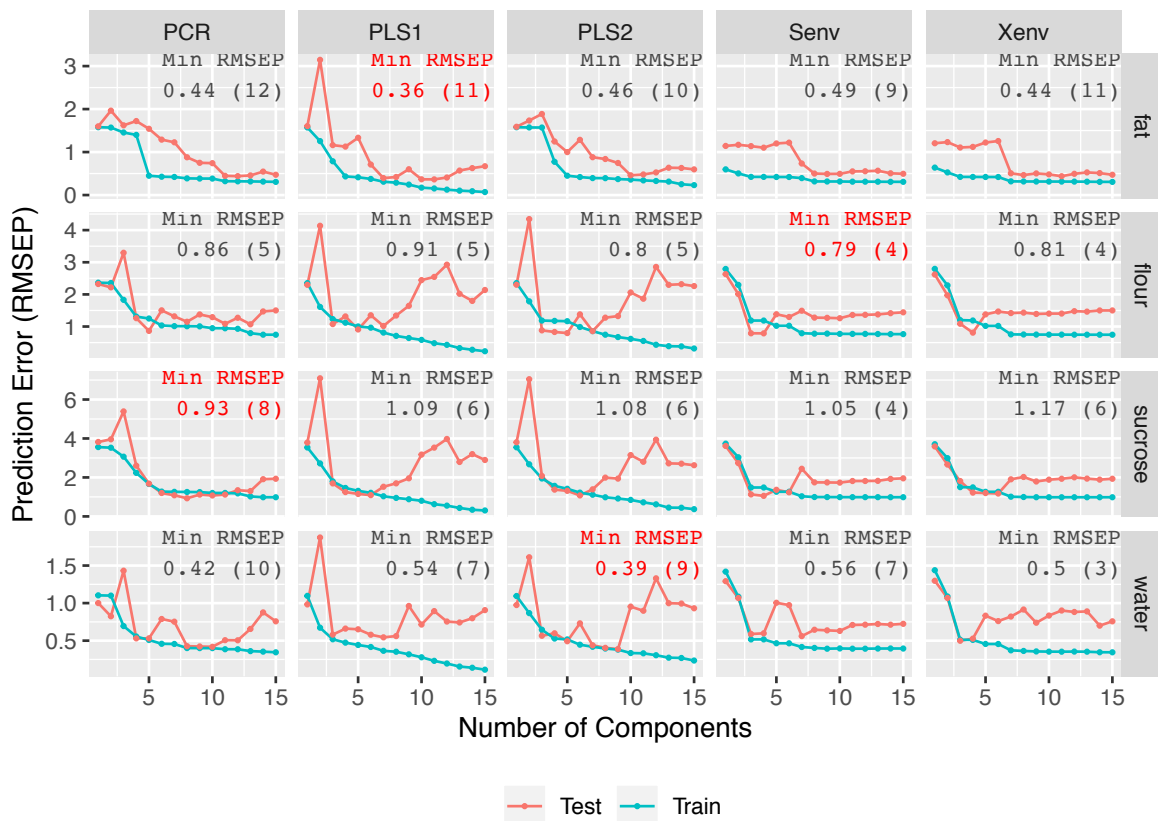 PCR PLS1 PLS2 Senv Xenv
Min RMSEP Min RMSEP Min RMSEP Min RMSEP Min RMSEP
0.44 (12) 0.36 (11) 0.46 (10) 0.49 (9) 0.44 (11)
3
2
1
0
fat
Min RMSEP Min RMSEP Min RMSEP Min RMSEP Min RMSEP
0.86 (5) 0.91 (5) 0.8 (5) 0.79 (4) 0.81 (4)
4
3
2
1
flour
Min RMSEP Min RMSEP Min RMSEP Min RMSEP Min RMSEP
0.93 (8) 1.09 (6) 1.08 (6) 1.05 (4) 1.17 (6)
6
4
2
0
sucrose
Min RMSEP Min RMSEP Min RMSEP Min RMSEP Min RMSEP
0.42 (10) 0.54 (7) 0.39 (9) 0.56 (7) 0.5 (3)
1.5
1.0
0.5
water
Prediction Error (RMSEP)
5 10 15 5 10 15 5 10 15 5 10 15 5 10 15
Number of Components
Test Train